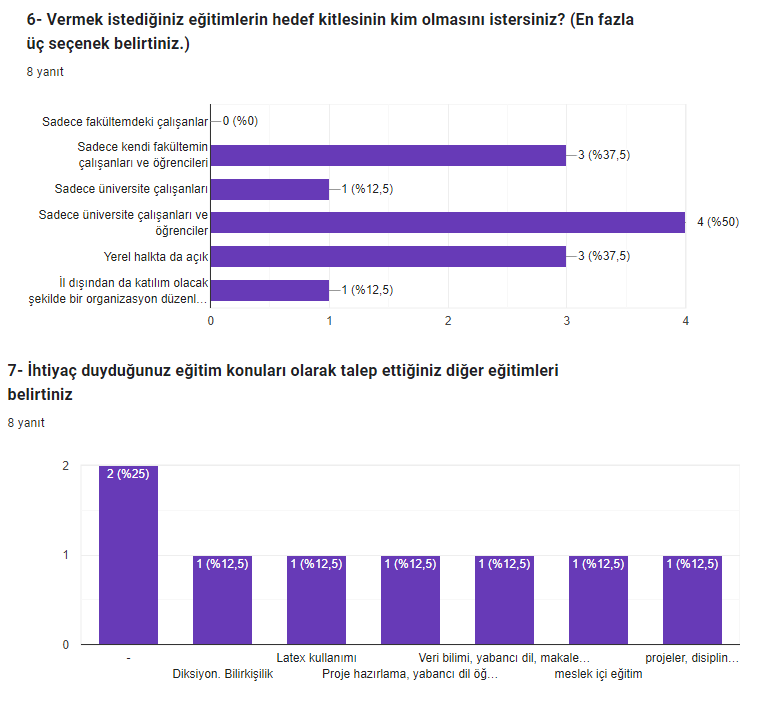 6- Vermek istediğiniz eğitimlerin hedef kitlesinin kim olmasını istersiniz? (En fazla
üç seçenek belirtiniz.)
8 yanıt
Sadece fakültemdeki çalışanlar
0 (%0)
Sadece kendi fakültemin
çalışanları ve öğrencileri
3 (%37,5)
Sadece üniversite çalışanları
1 (%12,5)
Sadece üniversite çalışanları ve
öğrenciler
4 (%50)
Yerel halkta da açık
3 (%37,5)
İl dışından da katılım olacak
şekilde bir organizasyon düzenl...
1 (%12,5)
0 1 2 3 4
7- İhtiyaç duyduğunuz eğitim konuları olarak talep ettiğiniz diğer eğitimleri
belirtiniz
8 yanıt
2
1
0
2 (%25) 1 (%12,5) 1 (%12,5) 1 (%12,5) 1 (%12,5) 1 (%12,5) 1 (%12,5)
- Latex kullanımı Veri bilimi, yabancı dil, makale... projeler, disiplin...
Diksiyon. Bilirkişilik Proje hazırlama, yabancı dil öğ... meslek içi eğitim